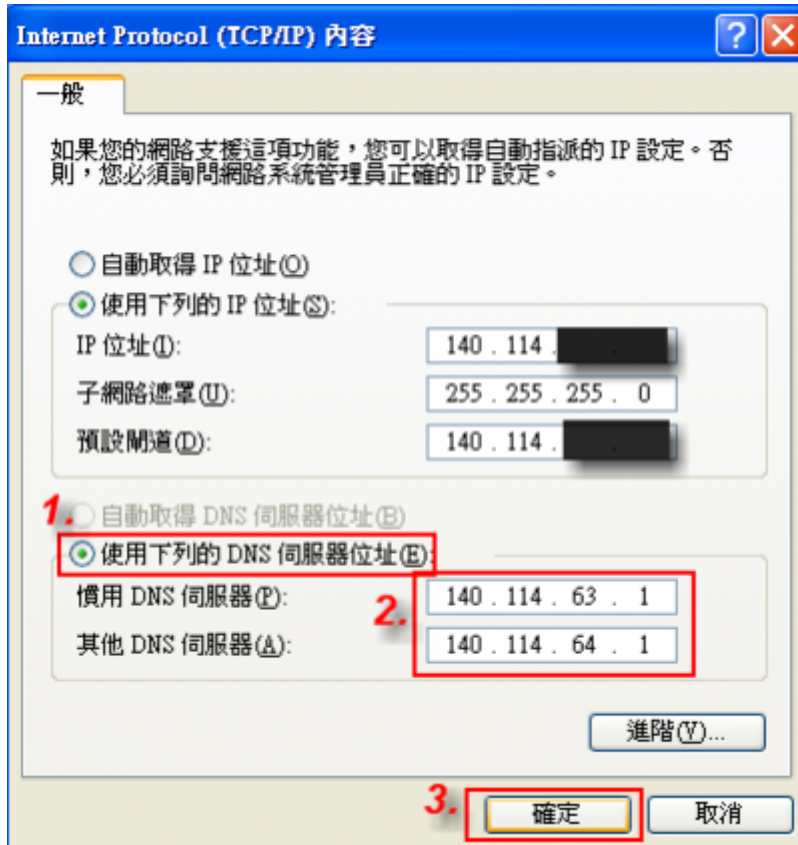 Internet Protocol (TCP/IP) 內容
一般
如果您的網路支援這項功能，您可以取得自動指派的 IP 設定。否
則，您必須詢問網路系統管理員正確的 IP 設定。
自動取得 IP 位址(O)
使用下列的 IP 位址(S):
IP 位址(I): 140 . 114 .
子網路遮罩(U): 255 . 255 . 255 . 0
預設閘道(D): 140 . 114 .
1. 自動取得 DNS 伺服器位址(B)
使用下列的 DNS 伺服器位址(E):
慣用 DNS 伺服器(P): 140 . 114 . 63 . 1
2.
其他 DNS 伺服器(A): 140 . 114 . 64 . 1
進階(V)...
3. 確定 取消